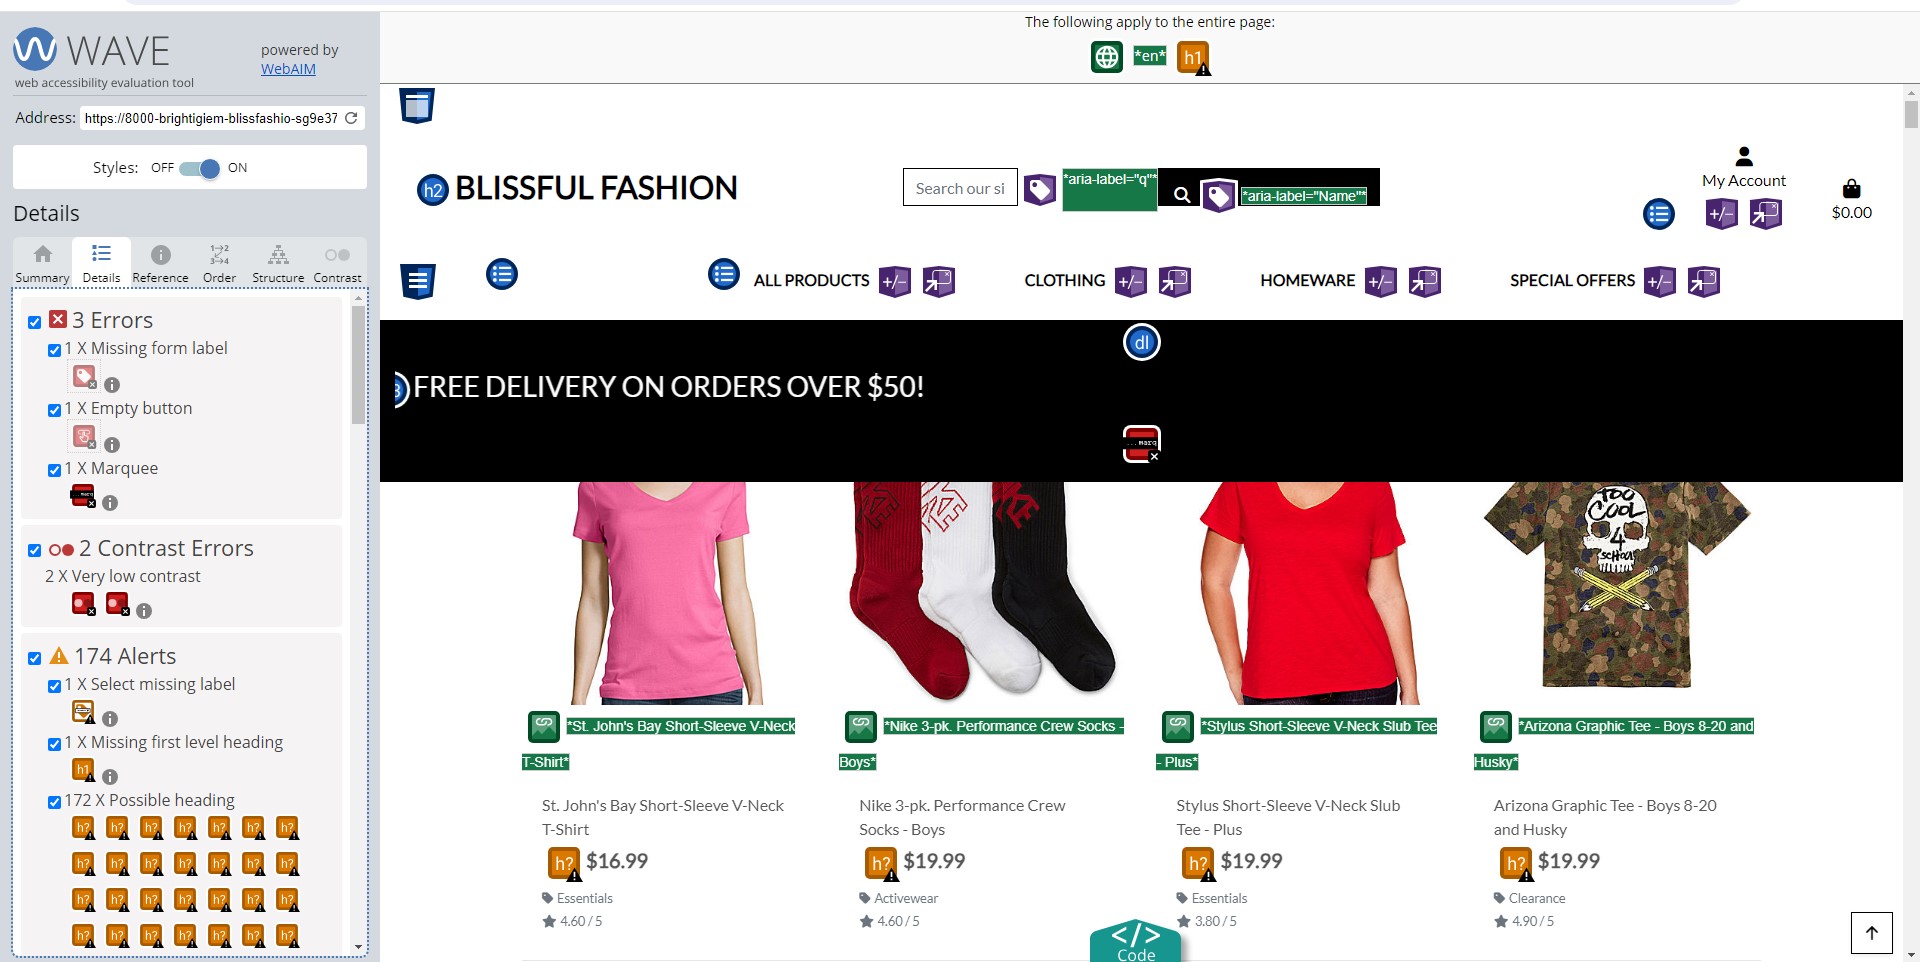 WAVE
powered by
WebAIM
web accessibility evaluation tool
Address: https://8000-brightigiem-blissfashio-sg9e37
Styles: OFF ON
Details
Summary Details Reference Order Structure Contrast
3 Errors
1 X Missing form label
1 X Empty button
1 X Marquee
2 Contrast Errors
2 X Very low contrast
174 Alerts
1 X Select missing label
1 X Missing first level heading
h1
172 X Possible heading
h? h? h? h? h? h? h?
h? h? h? h? h? h? h?
h? h? h? h? h? h? h?
h? h? h? h? h? h? h?
The following apply to the entire page:
*en* h1
h2 BLISSFUL FASHION
Search our si
*aria-label="q"*
*aria-label="Name"*
My Account
+/-
$0.00
ALL PRODUCTS +/- CLOTHING +/- HOMEWARE +/- SPECIAL OFFERS +/-
dl
FREE DELIVERY ON ORDERS OVER $50!
...marq
TOO
COOL
4
SCHOOL
*St. John's Bay Short-Sleeve V-Neck
T-Shirt*
St. John's Bay Short-Sleeve V-Neck
T-Shirt
h? $16.99
Essentials
4.60 / 5
*Nike 3-pk. Performance Crew Socks -
Boys*
Nike 3-pk. Performance Crew
Socks - Boys
h? $19.99
Activewear
4.60 / 5
*Stylus Short-Sleeve V-Neck Slub Tee
- Plus*
Stylus Short-Sleeve V-Neck Slub
Tee - Plus
h? $19.99
Essentials
3.80 / 5
*Arizona Graphic Tee - Boys 8-20 and
Husky*
Arizona Graphic Tee - Boys 8-20
and Husky
h? $19.99
Clearance
4.90 / 5
</>
Code